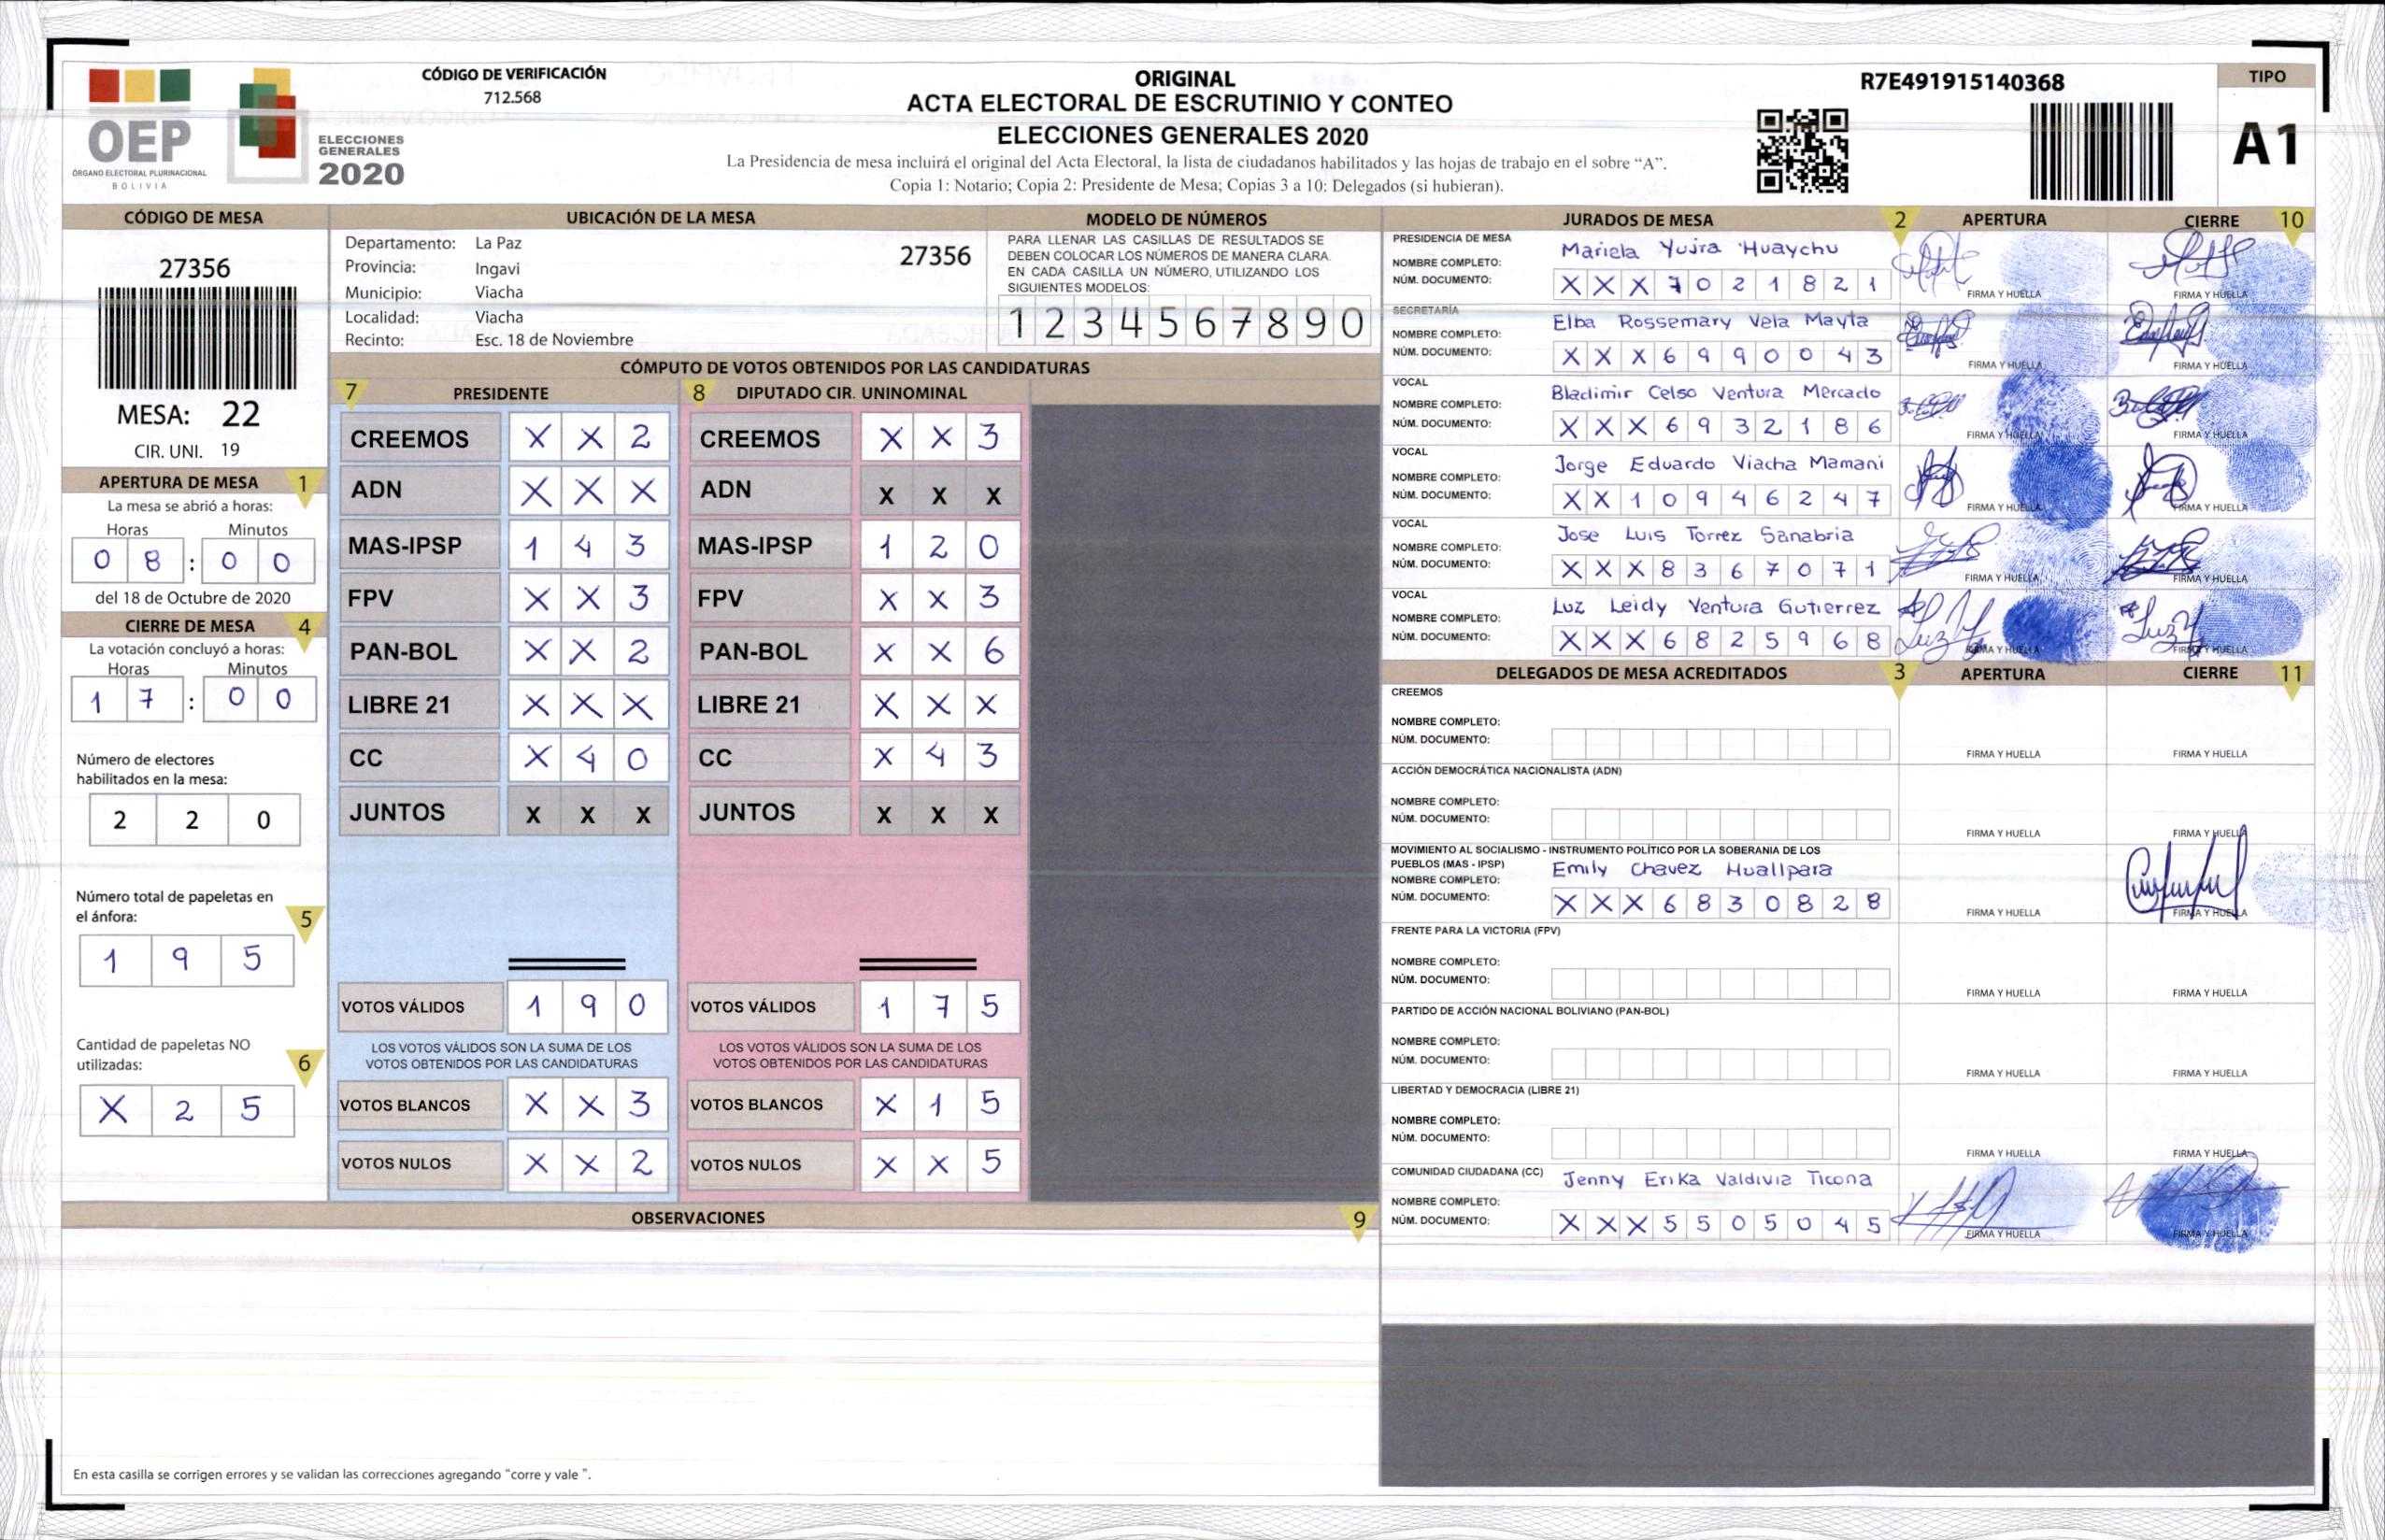 CÓDIGO DE VERIFICACIÓN
712.568
OEP
ÓRGANO ELECTORAL PLURINACIONAL
BOLIVIA
ELECCIONES
GENERALES
2020
ORIGINAL
ACTA ELECTORAL DE ESCRUTINIO Y CONTEO
ELECCIONES GENERALES 2020
La Presidencia de mesa incluirá el original del Acta Electoral, la lista de ciudadanos habilitados y las hojas de trabajo en el sobre “A”.
Copia 1: Notario; Copia 2: Presidente de Mesa; Copias 3 a 10: Delegados (si hubieran).
R7E491915140368
TIPO
A1
CÓDIGO DE MESA
27356
MESA: 22
CIR. UNI. 19
APERTURA DE MESA 1
La mesa se abrió a horas:
Horas Minutos
0 8 : 0 0
del 18 de Octubre de 2020
CIERRE DE MESA 4
La votación concluyó a horas:
Horas Minutos
1 7 : 0 0
Número de electores
habilitados en la mesa:
2 2 0
Número total de papeletas en
el ánfora: 5
1 9 5
Cantidad de papeletas NO
utilizadas: 6
X 2 5
UBICACIÓN DE LA MESA
Departamento: La Paz 27356
Provincia: Ingavi
Municipio: Viacha
Localidad: Viacha
Recinto: Esc. 18 de Noviembre
MODELO DE NÚMEROS
PARA LLENAR LAS CASILLAS DE RESULTADOS SE
DEBEN COLOCAR LOS NÚMEROS DE MANERA CLARA.
EN CADA CASILLA UN NÚMERO, UTILIZANDO LOS
SIGUIENTES MODELOS:
1 2 3 4 5 6 7 8 9 0
CÓMPUTO DE VOTOS OBTENIDOS POR LAS CANDIDATURAS
7 PRESIDENTE 8 DIPUTADO CIR. UNINOMINAL
CREEMOS X X 2 CREEMOS X X 3
ADN X X X ADN X X X
MAS-IPSP 1 4 3 MAS-IPSP 1 2 0
FPV X X 3 FPV X X 3
PAN-BOL X X 2 PAN-BOL X X 6
LIBRE 21 X X X LIBRE 21 X X X
CC X 4 0 CC X 4 3
JUNTOS X X X JUNTOS X X X
VOTOS VÁLIDOS 1 9 0 VOTOS VÁLIDOS 1 7 5
LOS VOTOS VÁLIDOS SON LA SUMA DE LOS LOS VOTOS VÁLIDOS SON LA SUMA DE LOS
VOTOS OBTENIDOS POR LAS CANDIDATURAS VOTOS OBTENIDOS POR LAS CANDIDATURAS
VOTOS BLANCOS X X 3 VOTOS BLANCOS X 1 5
VOTOS NULOS X X 2 VOTOS NULOS X X 5
OBSERVACIONES 9
En esta casilla se corrigen errores y se validan las correcciones agregando "corre y vale ".
JURADOS DE MESA 2 APERTURA CIERRE 10
PRESIDENCIA DE MESA
NOMBRE COMPLETO: Mariela Yujra Huaychu
NÚM. DOCUMENTO: X X X 7 0 2 1 8 2 1 FIRMA Y HUELLA FIRMA Y HUELLA
SECRETARÍA
NOMBRE COMPLETO: Elba Rossemary Vela Mayta
NÚM. DOCUMENTO: X X X 6 9 9 0 0 4 3 FIRMA Y HUELLA FIRMA Y HUELLA
VOCAL
NOMBRE COMPLETO: Bladimir Celso Ventura Mercado
NÚM. DOCUMENTO: X X X 6 9 3 2 1 8 6 FIRMA Y HUELLA FIRMA Y HUELLA
VOCAL
NOMBRE COMPLETO: Jorge Eduardo Viacha Mamani
NÚM. DOCUMENTO: X X 1 0 9 4 6 2 4 7 FIRMA Y HUELLA FIRMA Y HUELLA
VOCAL
NOMBRE COMPLETO: Jose Luis Torrez Sanabria
NÚM. DOCUMENTO: X X X 8 3 6 7 0 7 1 FIRMA Y HUELLA FIRMA Y HUELLA
VOCAL
NOMBRE COMPLETO: Luz Leidy Ventura Gutierrez
NÚM. DOCUMENTO: X X X 6 8 2 5 9 6 8 FIRMA Y HUELLA FIRMA Y HUELLA
DELEGADOS DE MESA ACREDITADOS 3 APERTURA CIERRE 11
CREEMOS
NOMBRE COMPLETO:
NÚM. DOCUMENTO: FIRMA Y HUELLA FIRMA Y HUELLA
ACCIÓN DEMOCRÁTICA NACIONALISTA (ADN)
NOMBRE COMPLETO:
NÚM. DOCUMENTO: FIRMA Y HUELLA FIRMA Y HUELLA
MOVIMIENTO AL SOCIALISMO - INSTRUMENTO POLÍTICO POR LA SOBERANIA DE LOS
PUEBLOS (MAS - IPSP)
NOMBRE COMPLETO: Emily Chavez Huallpara
NÚM. DOCUMENTO: X X X 6 8 3 0 8 2 8 FIRMA Y HUELLA FIRMA Y HUELLA
FRENTE PARA LA VICTORIA (FPV)
NOMBRE COMPLETO:
NÚM. DOCUMENTO: FIRMA Y HUELLA FIRMA Y HUELLA
PARTIDO DE ACCIÓN NACIONAL BOLIVIANO (PAN-BOL)
NOMBRE COMPLETO:
NÚM. DOCUMENTO: FIRMA Y HUELLA FIRMA Y HUELLA
LIBERTAD Y DEMOCRACIA (LIBRE 21)
NOMBRE COMPLETO:
NÚM. DOCUMENTO: FIRMA Y HUELLA FIRMA Y HUELLA
COMUNIDAD CIUDADANA (CC) Jenny Erika Valdivia Ticona
NOMBRE COMPLETO:
NÚM. DOCUMENTO: X X X 5 5 0 5 0 4 5 FIRMA Y HUELLA FIRMA Y HUELLA